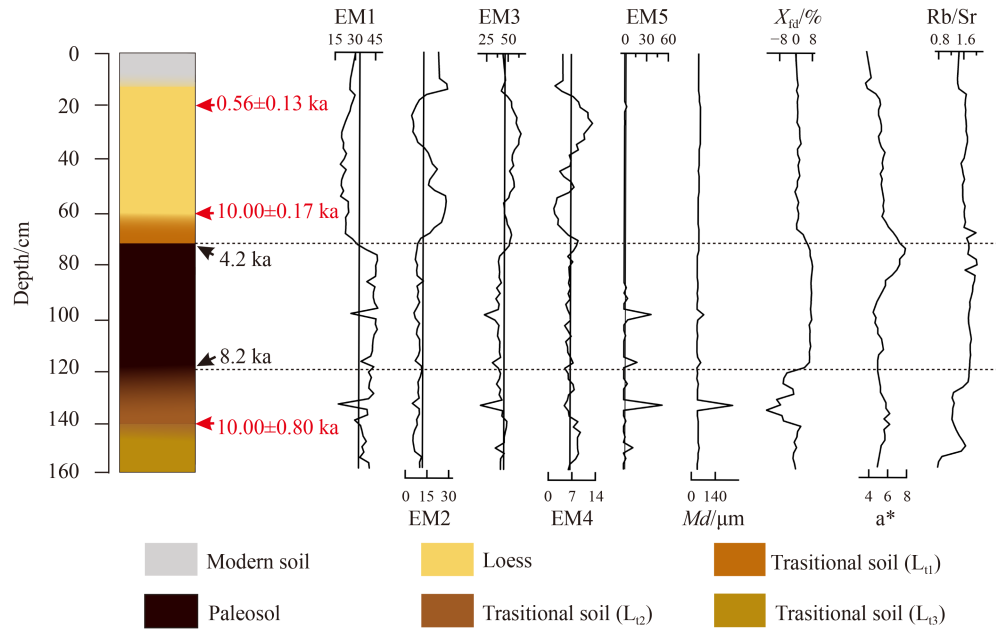 EM1 EM3 EM5 X_fd/% Rb/Sr
15 30 45 25 50 0 30 60 −8 0 8 0.8 1.6
0
20
40
60
80
100
120
140
160
Depth/cm
0.56±0.13 ka
10.00±0.17 ka
4.2 ka
8.2 ka
10.00±0.80 ka
0 15 30 0 7 14 0 140 4 6 8
EM2 EM4 Md/μm a*
Modern soil Loess Trasitional soil (L_t1)
Paleosol Trasitional soil (L_t2) Trasitional soil (L_t3)